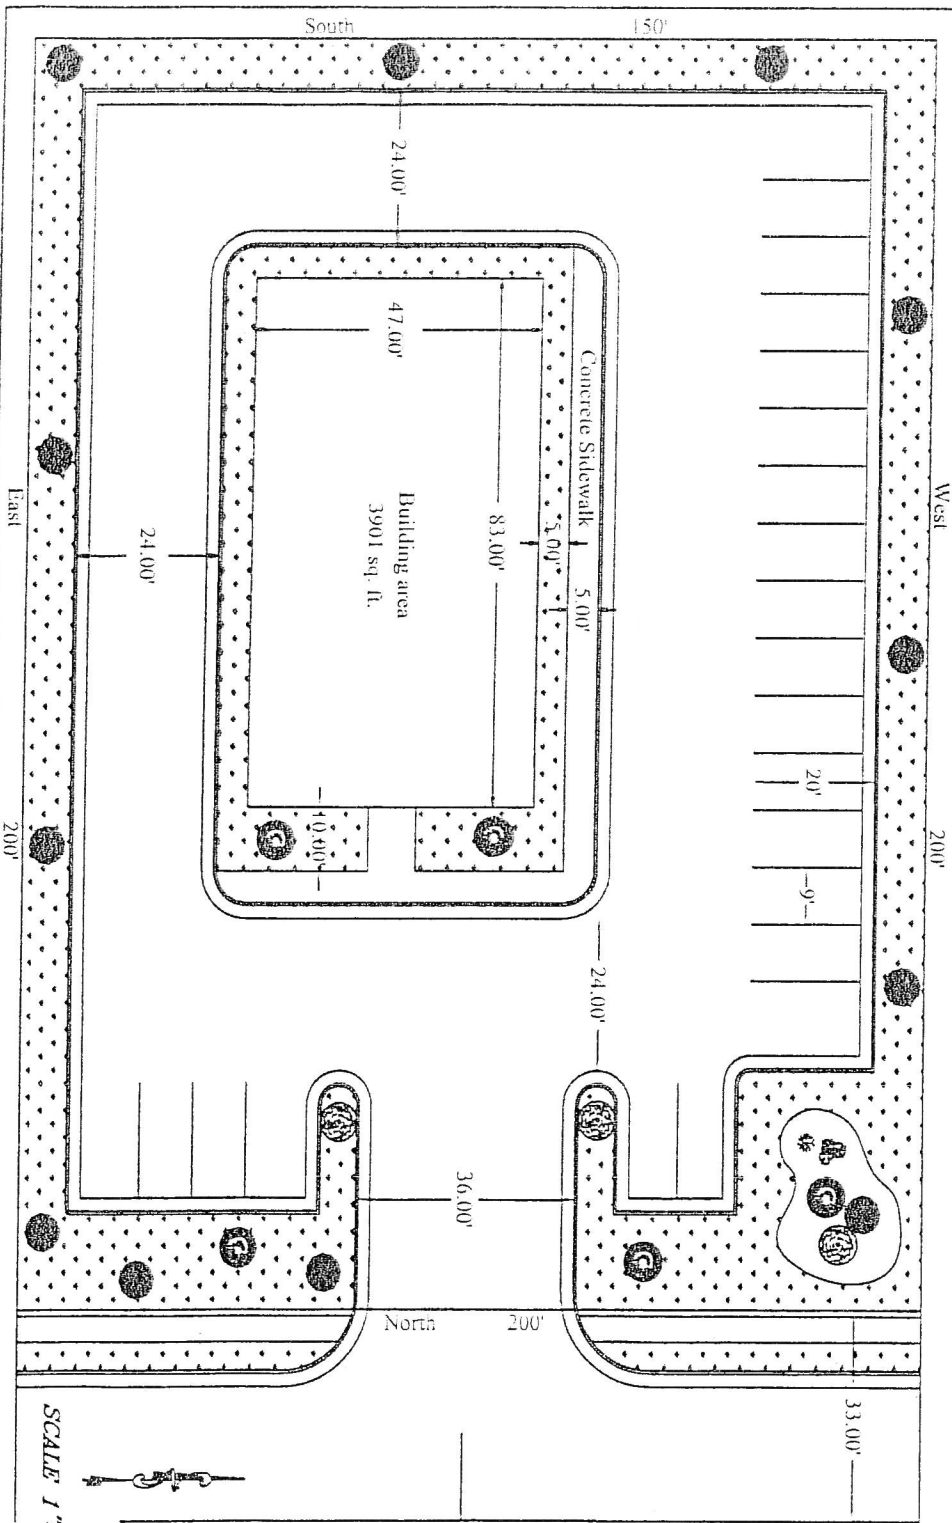 South
150'
24.00'
47.00'
83.00'
Building area
3901 sq. ft.
Concrete Sidewalk
5.00'
5.00'
West
200'
20'
9'
East
200'
24.00'
10.00'
24.00'
36.00'
North
200'
33.00'
SCALE 1"